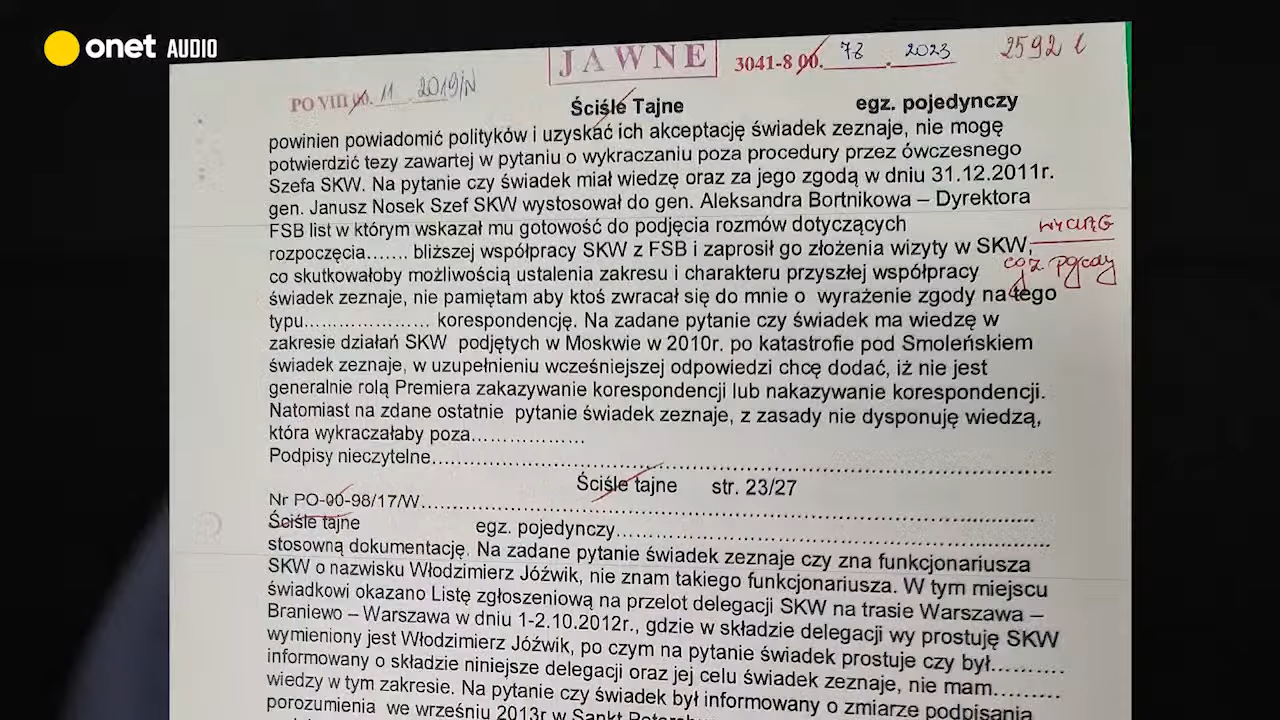 onet AUDIO
JAWNE
3041-8 00. 78 . 2023
2592 l
PO VIII 00. 11 . 2019/N
Ściśle Tajne egz. pojedynczy
powinien powiadomić polityków i uzyskać ich akceptację świadek zeznaje, nie mogę
potwierdzić tezy zawartej w pytaniu o wykraczaniu poza procedury przez ówczesnego
Szefa SKW. Na pytanie czy świadek miał wiedzę oraz za jego zgodą w dniu 31.12.2011r.
gen. Janusz Nosek Szef SKW wystosował do gen. Aleksandra Bortnikowa – Dyrektora
FSB list w którym wskazał mu gotowość do podjęcia rozmów dotyczących
rozpoczęcia....... bliższej współpracy SKW z FSB i zaprosił go złożenia wizyty w SKW,
wyciąg
co skutkowałoby możliwością ustalenia zakresu i charakteru przyszłej współpracy
świadek zeznaje, nie pamiętam aby ktoś zwracał się do mnie o wyrażenie zgody na tego
typu..................... korespondencję. Na zadane pytanie czy świadek ma wiedzę w
zakresie działań SKW podjętych w Moskwie w 2010r. po katastrofie pod Smoleńskiem
świadek zeznaje, w uzupełnieniu wcześniejszej odpowiedzi chcę dodać, iż nie jest
generalnie rolą Premiera zakazywanie korespondencji lub nakazywanie korespondencji.
Natomiast na zdane ostatnie pytanie świadek zeznaje, z zasady nie dysponuję wiedzą,
która wykraczałaby poza...................
Podpisy nieczytelne....................................................................................................
Ściśle tajne str. 23/27
Nr PO-00-98/17/W....................................................................................................
Ściśle tajne egz. pojedynczy.......................................................................
stosowną dokumentację. Na zadane pytanie świadek zeznaje czy zna funkcjonariusza
SKW o nazwisku Włodzimierz Jóźwik, nie znam takiego funkcjonariusza. W tym miejscu
świadkowi okazano Listę zgłoszeniową na przelot delegacji SKW na trasie Warszawa –
Braniewo – Warszawa w dniu 1-2.10.2012r., gdzie w składzie delegacji wy prostuję SKW
wymieniony jest Włodzimierz Jóźwik, po czym na pytanie świadek prostuje czy był..........
informowany o składzie niniejsze delegacji oraz jej celu świadek zeznaje, nie mam.........
wiedzy w tym zakresie. Na pytanie czy świadek był informowany o zmiarze podpisania
porozumienia we wrześniu 2013r w Sankt